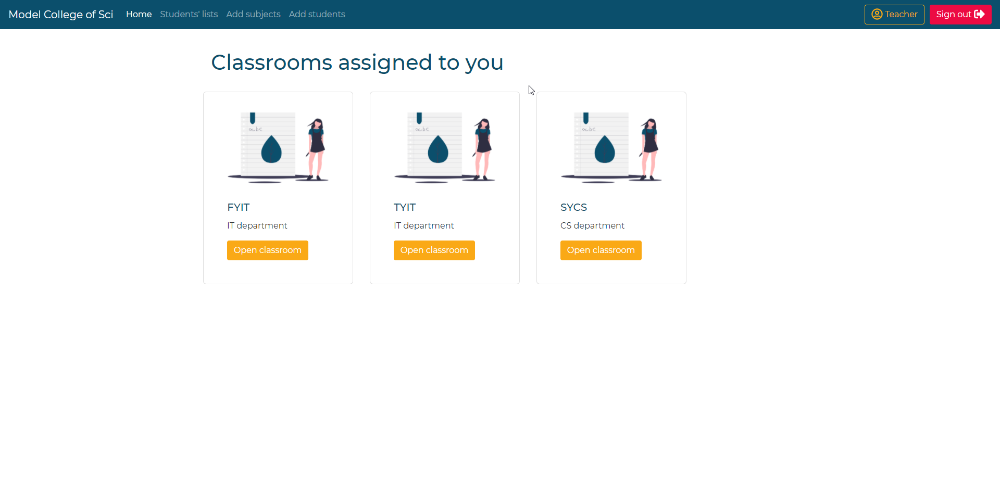 Model College of Sci Home Students' lists Add subjects Add students Teacher Sign out
Classrooms assigned to you
abc abc abc
FYIT TYIT SYCS
IT department IT department CS department
Open classroom Open classroom Open classroom